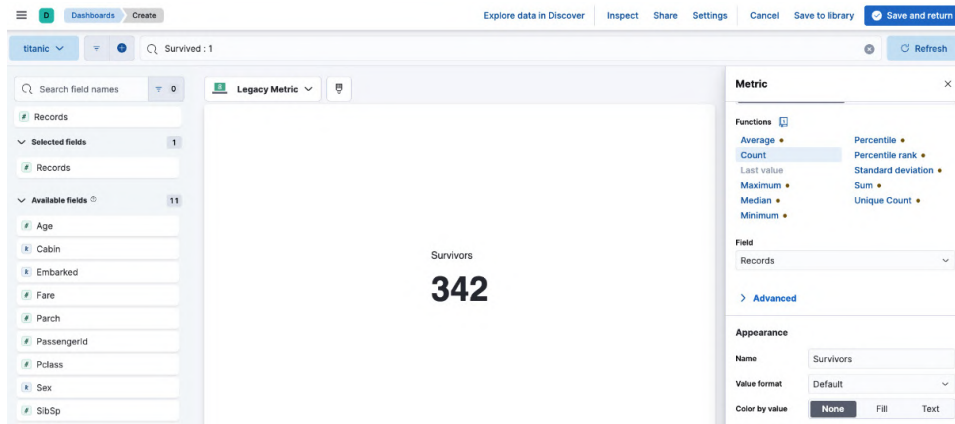 D Dashboards Create Explore data in Discover Inspect Share Settings Cancel Save to library Save and return
titanic Survived : 1 Refresh
Search field names 0
Legacy Metric
Records
Selected fields 1
Records
Available fields 11
Age
Cabin
Embarked
Fare
Parch
PassengerId
Pclass
Sex
SibSp
Survivors
342
Metric
Functions
Average Percentile
Count Percentile rank
Last value Standard deviation
Maximum Sum
Median Unique Count
Minimum
Field
Records
Advanced
Appearance
Name Survivors
Value format Default
Color by value None Fill Text